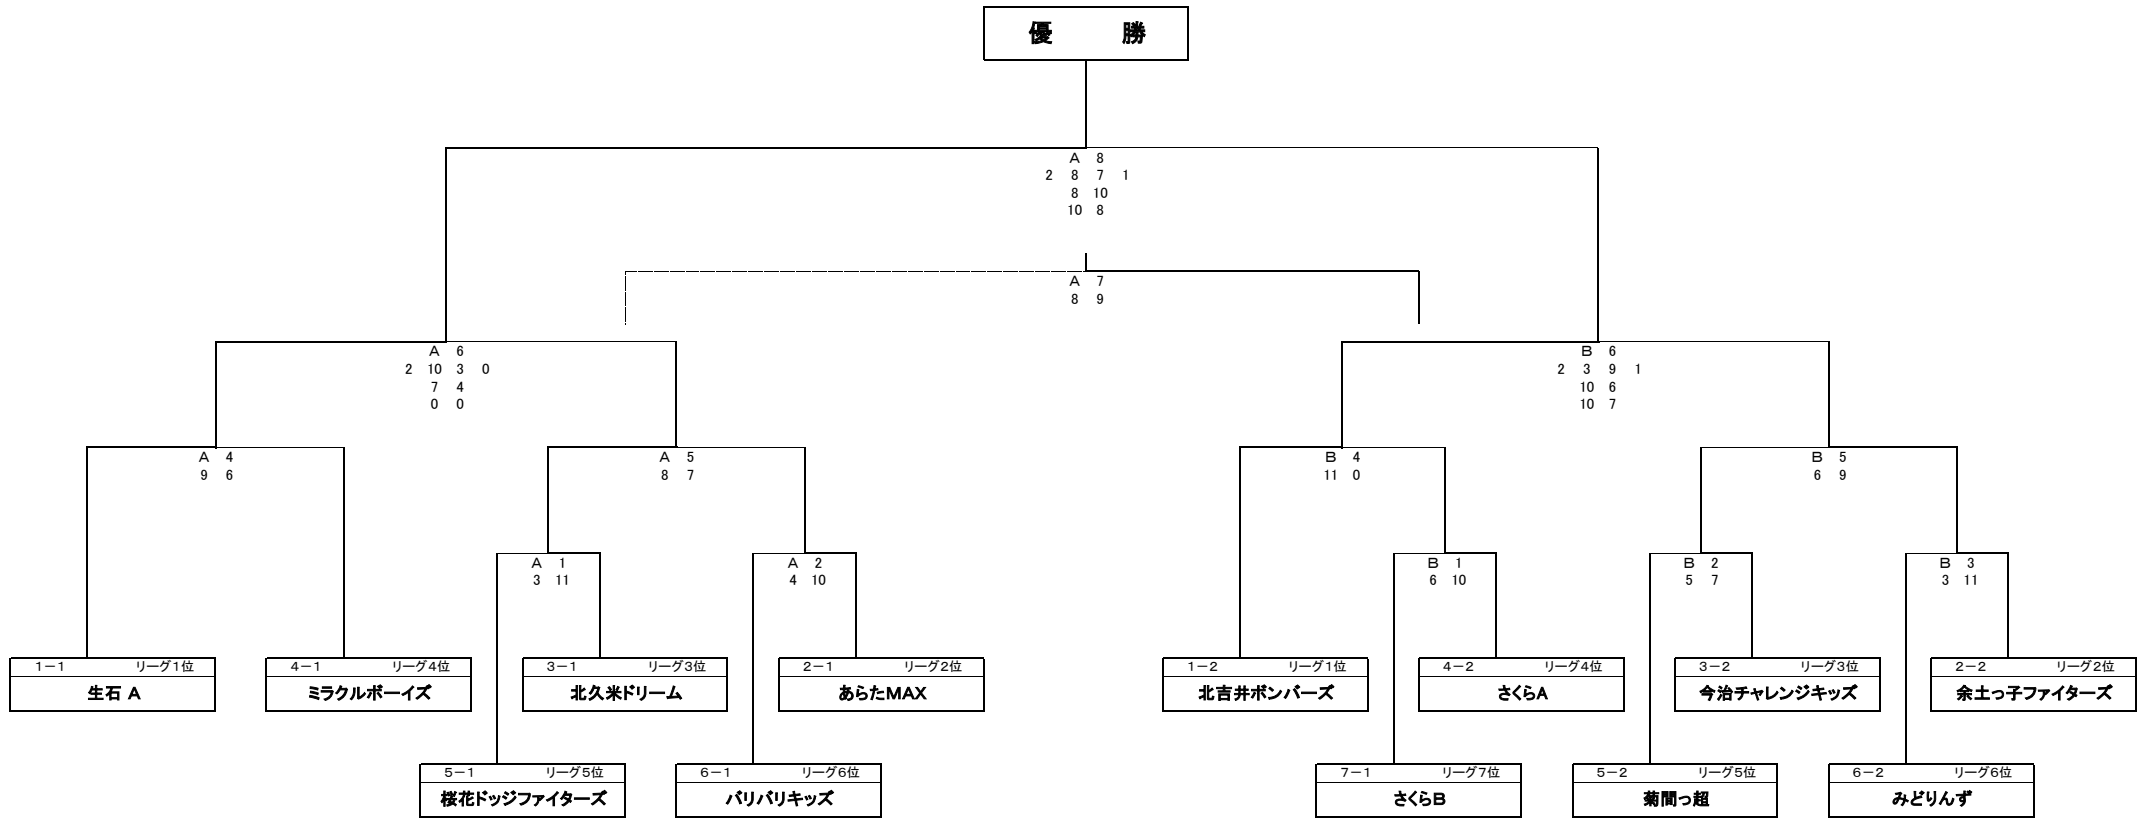 優 勝
A 8
2 8 7 1
8 10
10 8
A 7
8 9
A 6
2 10 3 0
7 4
0 0
B 6
2 3 9 1
10 6
10 7
A 4
9 6
A 5
8 7
B 4
11 0
B 5
6 9
A 1
3 11
A 2
4 10
B 1
6 10
B 2
5 7
B 3
3 11
1－1 リーグ1位
生石 A
4－1 リーグ4位
ミラクルボーイズ
3－1 リーグ3位
北久米ドリーム
2－1 リーグ2位
あらたMAX
1－2 リーグ1位
北吉井ボンバーズ
4－2 リーグ4位
さくらA
3－2 リーグ3位
今治チャレンジキッズ
2－2 リーグ2位
余土っ子ファイターズ
5－1 リーグ5位
桜花ドッジファイターズ
6－1 リーグ6位
バリバリキッズ
7－1 リーグ7位
さくらB
5－2 リーグ5位
菊間っ超
6－2 リーグ6位
みどりんず